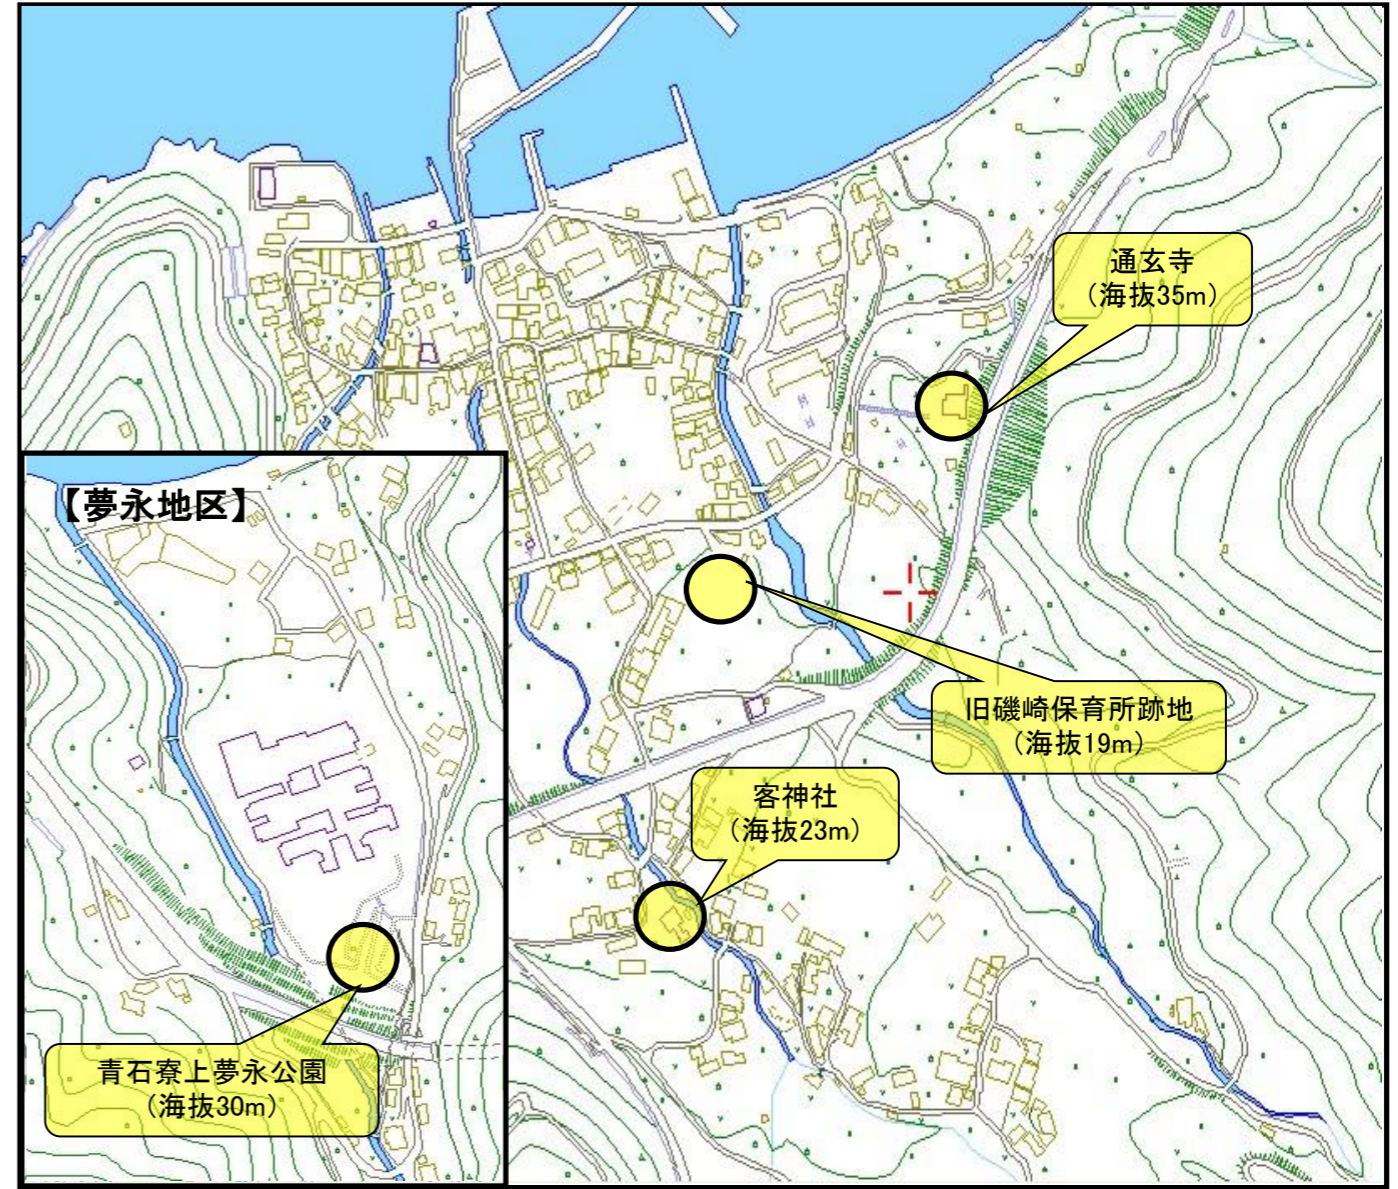 通玄寺
（海抜35m）
【夢永地区】
旧磯崎保育所跡地
（海抜19m）
客神社
（海抜23m）
青石寮上夢永公園
（海抜30m）